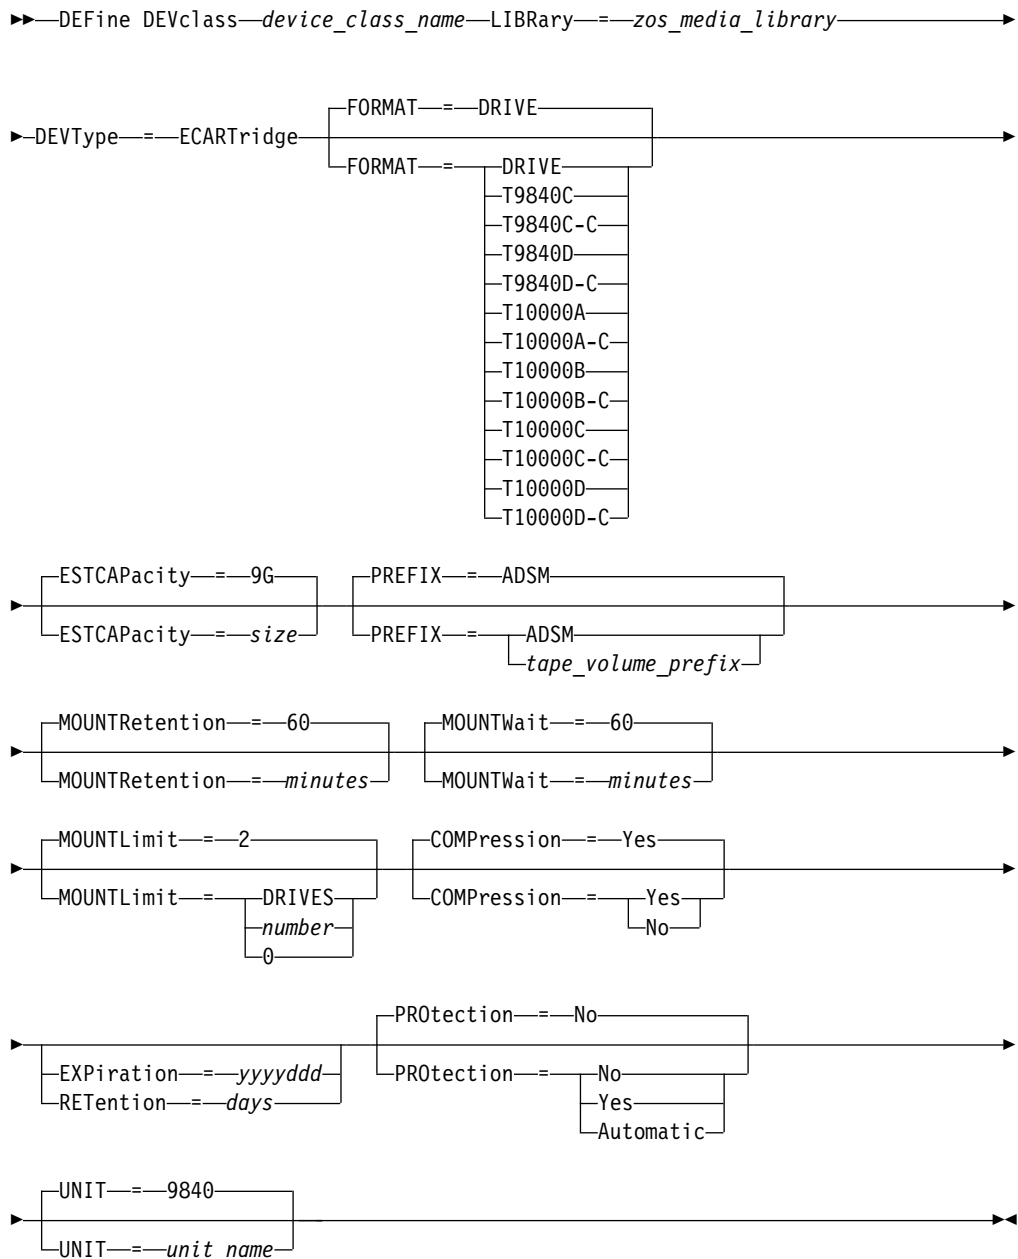 DEFine DEVclass device_class_name LIBRary = zos_media_library
FORMAT = DRIVE
DEVType = ECARTridge
FORMAT = DRIVE
T9840C
T9840C-C
T9840D
T9840D-C
T10000A
T10000A-C
T10000B
T10000B-C
T10000C
T10000C-C
T10000D
T10000D-C
ESTCAPacity = 9G PREFIX = ADSM
ESTCAPacity = size PREFIX = ADSM
tape_volume_prefix
MOUNTRetention = 60 MOUNTWait = 60
MOUNTRetention = minutes MOUNTWait = minutes
MOUNTLimit = 2 COMPression = Yes
MOUNTLimit = DRIVES COMPression = Yes
number No
0
PROtection = No
EXPiration = yyyyddd PROtection = No
RETention = days Yes
Automatic
UNIT = 9840
UNIT = unit_name